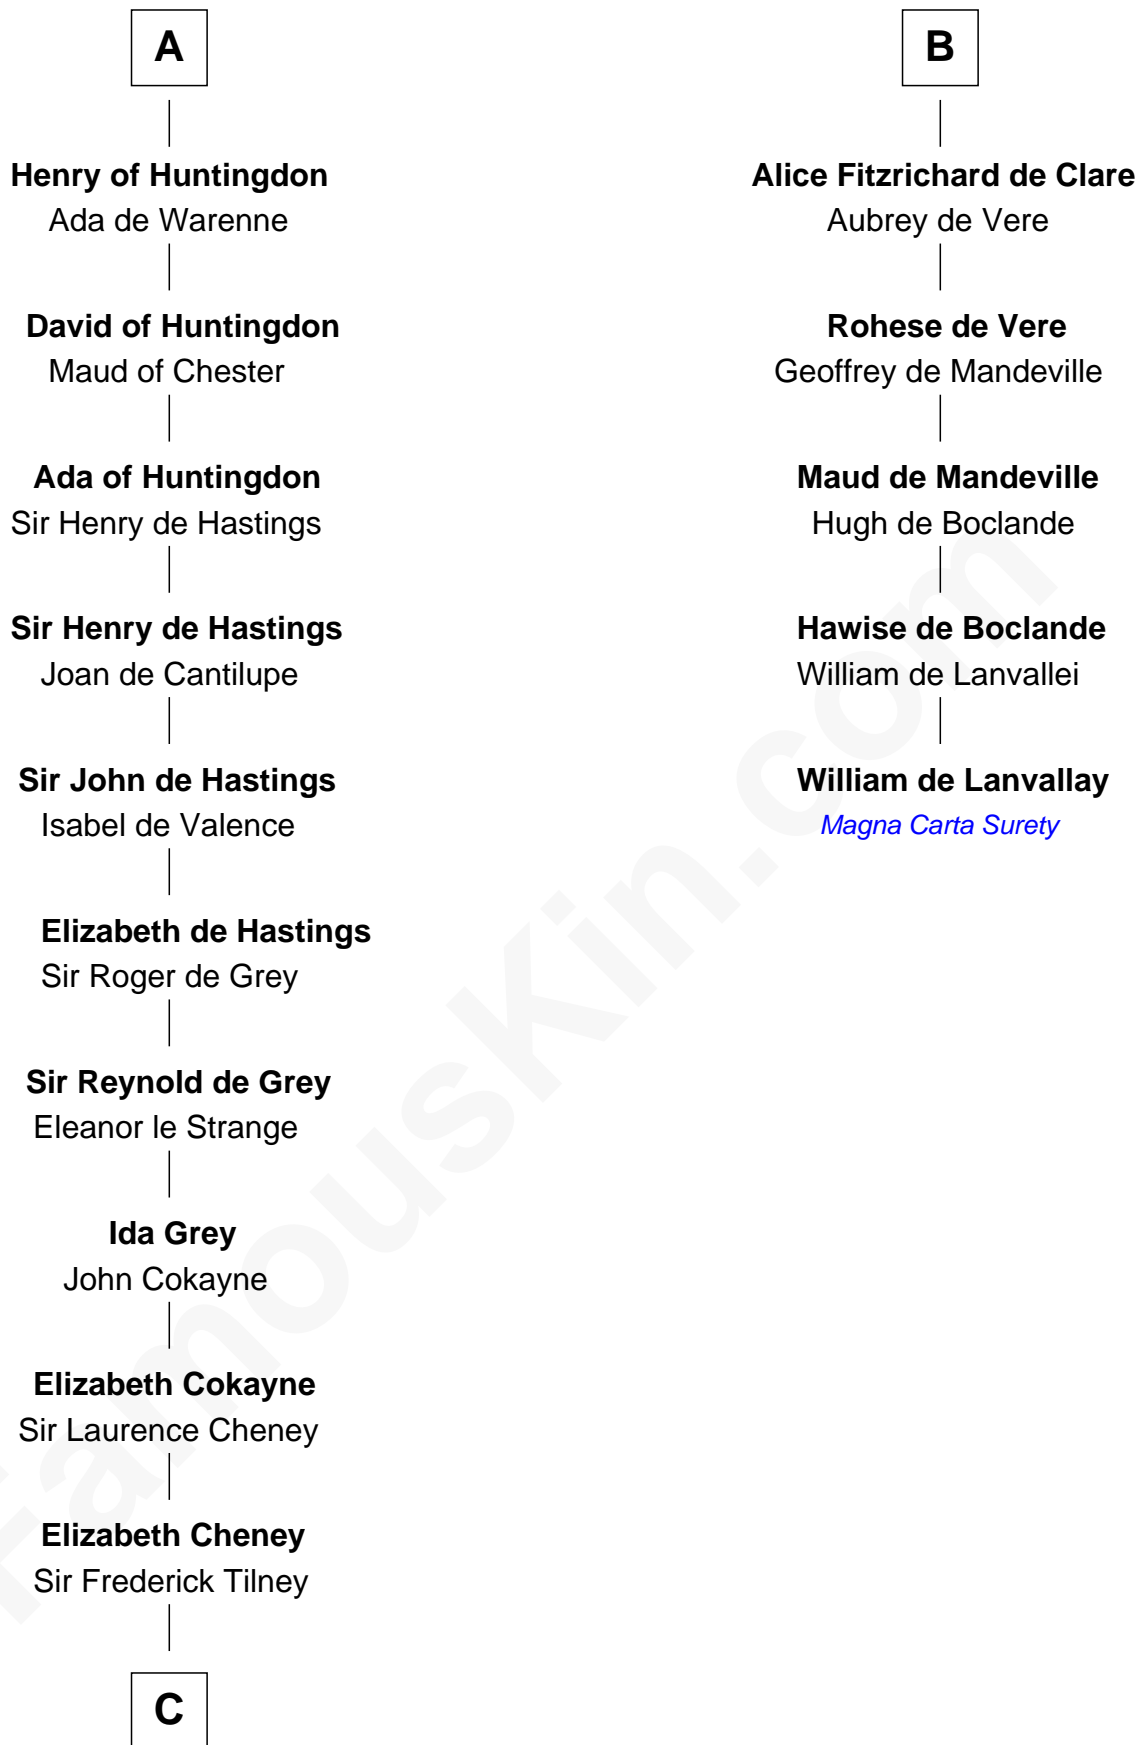 A
Henry of Huntingdon
Ada de Warenne
David of Huntingdon
Maud of Chester
Ada of Huntingdon
Sir Henry de Hastings
Sir Henry de Hastings
Joan de Cantilupe
Sir John de Hastings
Isabel de Valence
Elizabeth de Hastings
Sir Roger de Grey
Sir Reynold de Grey
Eleanor le Strange
Ida Grey
John Cokayne
Elizabeth Cokayne
Sir Laurence Cheney
Elizabeth Cheney
Sir Frederick Tilney
C
B
Alice Fitzrichard de Clare
Aubrey de Vere
Rohese de Vere
Geoffrey de Mandeville
Maud de Mandeville
Hugh de Boclande
Hawise de Boclande
William de Lanvallei
William de Lanvallay
Magna Carta Surety
FamousKin.com